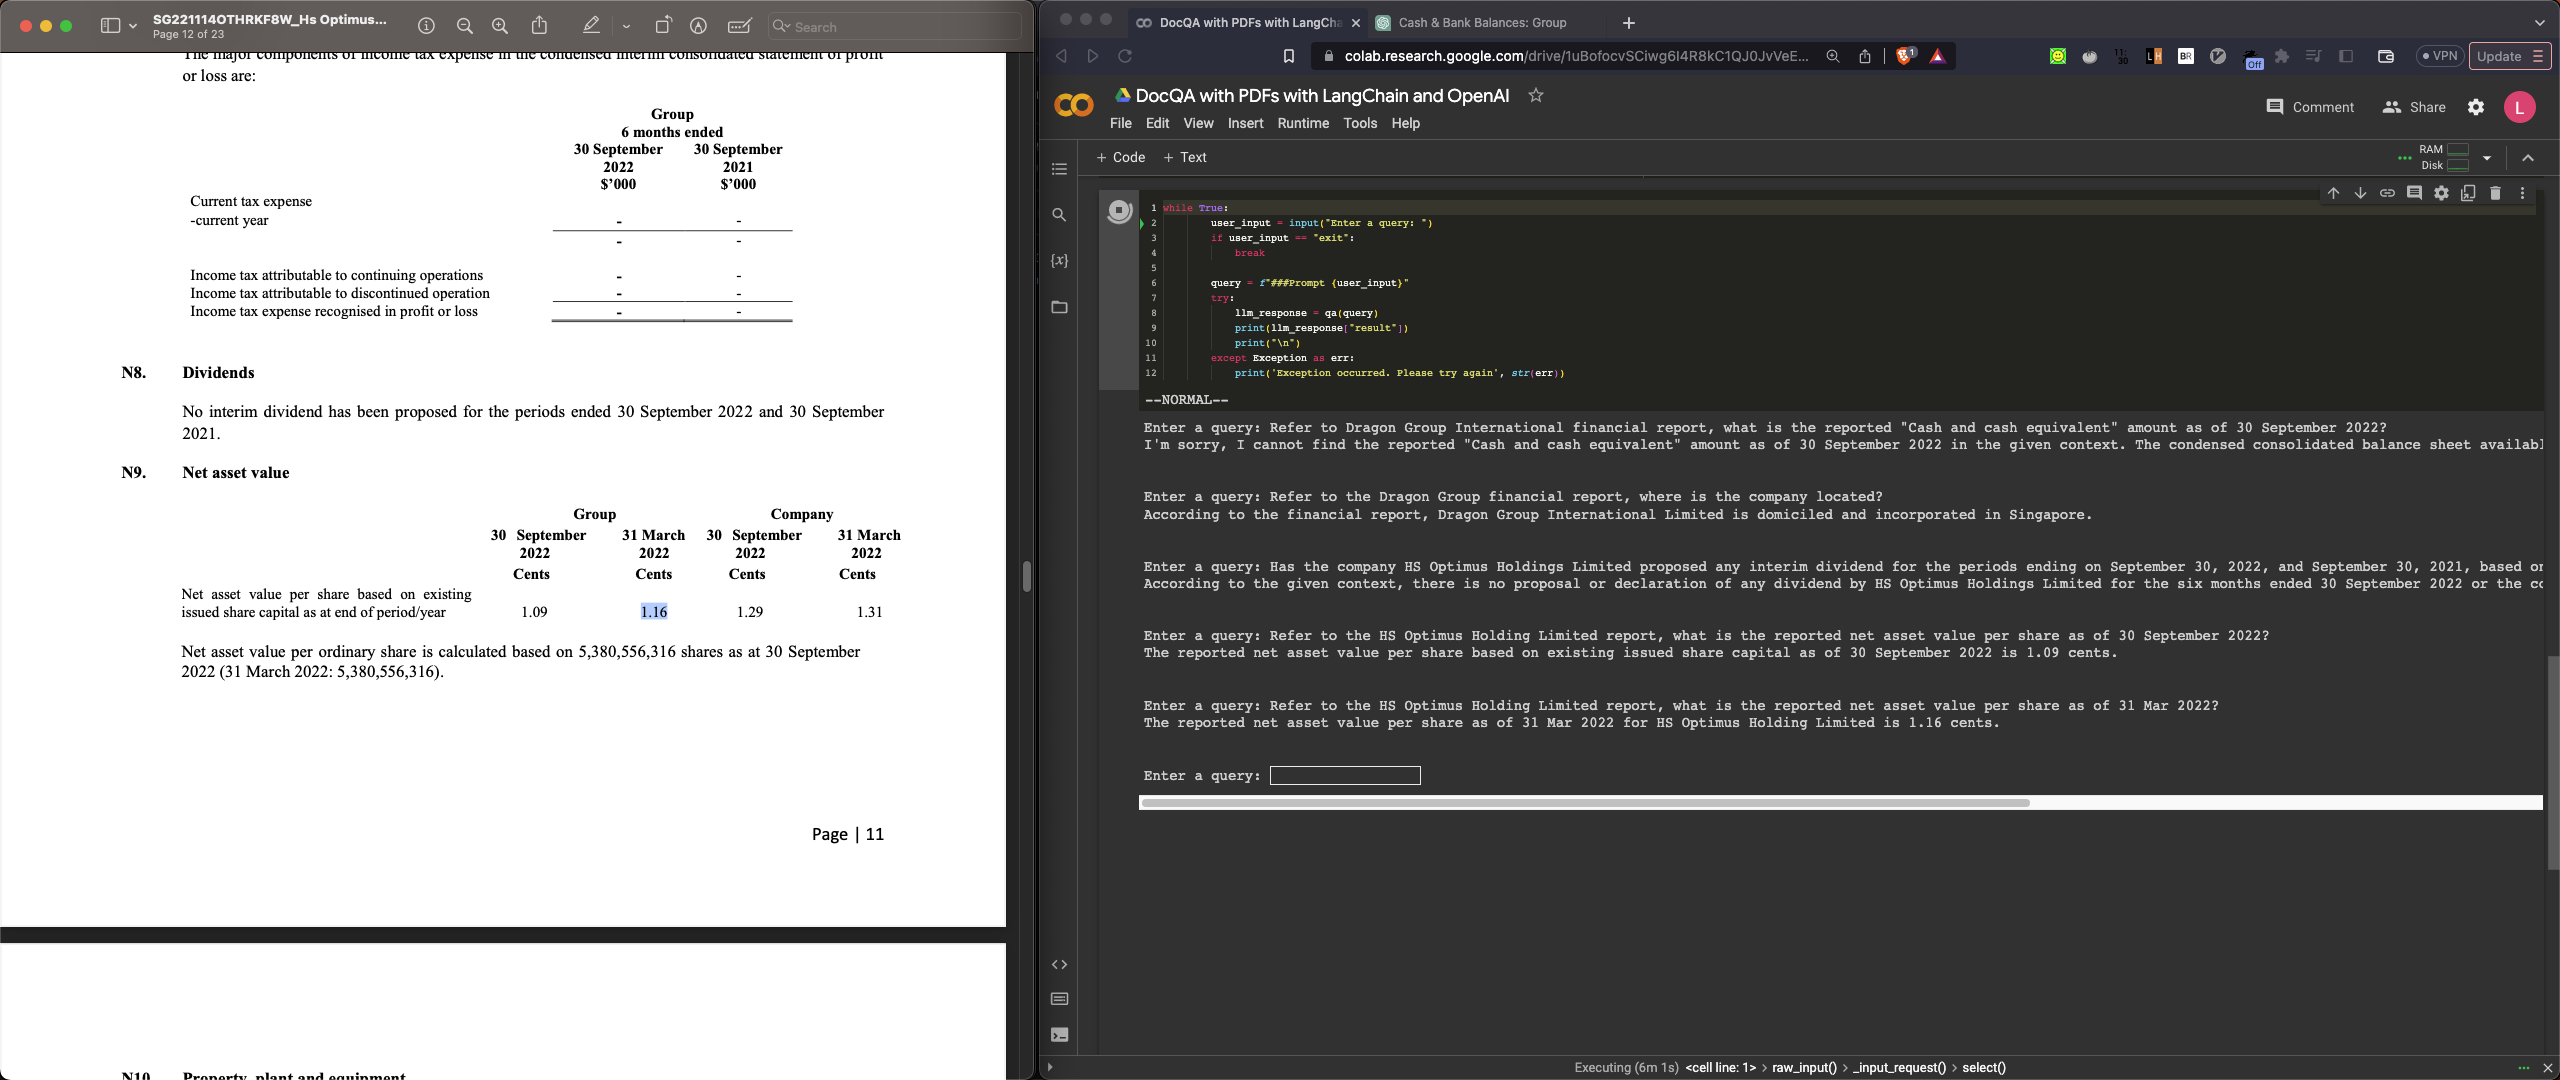 SG221114OTHRKF8W_Hs Optimus...
Page 12 of 23
Search
The major components of income tax expense in the condensed interim consolidated statement of profit
or loss are:
Group
6 months ended
30 September 30 September
2022 2021
$'000 $'000
Current tax expense
-current year - -
- -
Income tax attributable to continuing operations - -
Income tax attributable to discontinued operation - -
Income tax expense recognised in profit or loss - -
N8. Dividends
No interim dividend has been proposed for the periods ended 30 September 2022 and 30 September
2021.
N9. Net asset value
Group Company
30 September 31 March 30 September 31 March
2022 2022 2022 2022
Cents Cents Cents Cents
Net asset value per share based on existing
issued share capital as at end of period/year 1.09 1.16 1.29 1.31
Net asset value per ordinary share is calculated based on 5,380,556,316 shares as at 30 September
2022 (31 March 2022: 5,380,556,316).
Page | 11
N10 Property, plant and equipment
DocQA with PDFs with LangCha
Cash & Bank Balances: Group
colab.research.google.com/drive/1uBofocvSCiwg6I4R8kC1QJ0JvVeE...
1
11:
30
LH
BR
Off
VPN
Update
CO
DocQA with PDFs with LangChain and OpenAI
File Edit View Insert Runtime Tools Help
Comment
Share
L
+ Code + Text
RAM
Disk
{x}
1 while True:
2 user_input = input("Enter a query: ")
3 if user_input == "exit":
4 break
5
6 query = f"###Prompt {user_input}"
7 try:
8 llm_response = qa(query)
9 print(llm_response["result"])
10 print("\n")
11 except Exception as err:
12 print('Exception occurred. Please try again', str(err))
--NORMAL--
Enter a query: Refer to Dragon Group International financial report, what is the reported "Cash and cash equivalent" amount as of 30 September 2022?
I'm sorry, I cannot find the reported "Cash and cash equivalent" amount as of 30 September 2022 in the given context. The condensed consolidated balance sheet availabl
Enter a query: Refer to the Dragon Group financial report, where is the company located?
According to the financial report, Dragon Group International Limited is domiciled and incorporated in Singapore.
Enter a query: Has the company HS Optimus Holdings Limited proposed any interim dividend for the periods ending on September 30, 2022, and September 30, 2021, based on
According to the given context, there is no proposal or declaration of any dividend by HS Optimus Holdings Limited for the six months ended 30 September 2022 or the co
Enter a query: Refer to the HS Optimus Holding Limited report, what is the reported net asset value per share as of 30 September 2022?
The reported net asset value per share based on existing issued share capital as of 30 September 2022 is 1.09 cents.
Enter a query: Refer to the HS Optimus Holding Limited report, what is the reported net asset value per share as of 31 Mar 2022?
The reported net asset value per share as of 31 Mar 2022 for HS Optimus Holding Limited is 1.16 cents.
Enter a query:
Executing (6m 1s) <cell line: 1> > raw_input() > _input_request() > select()